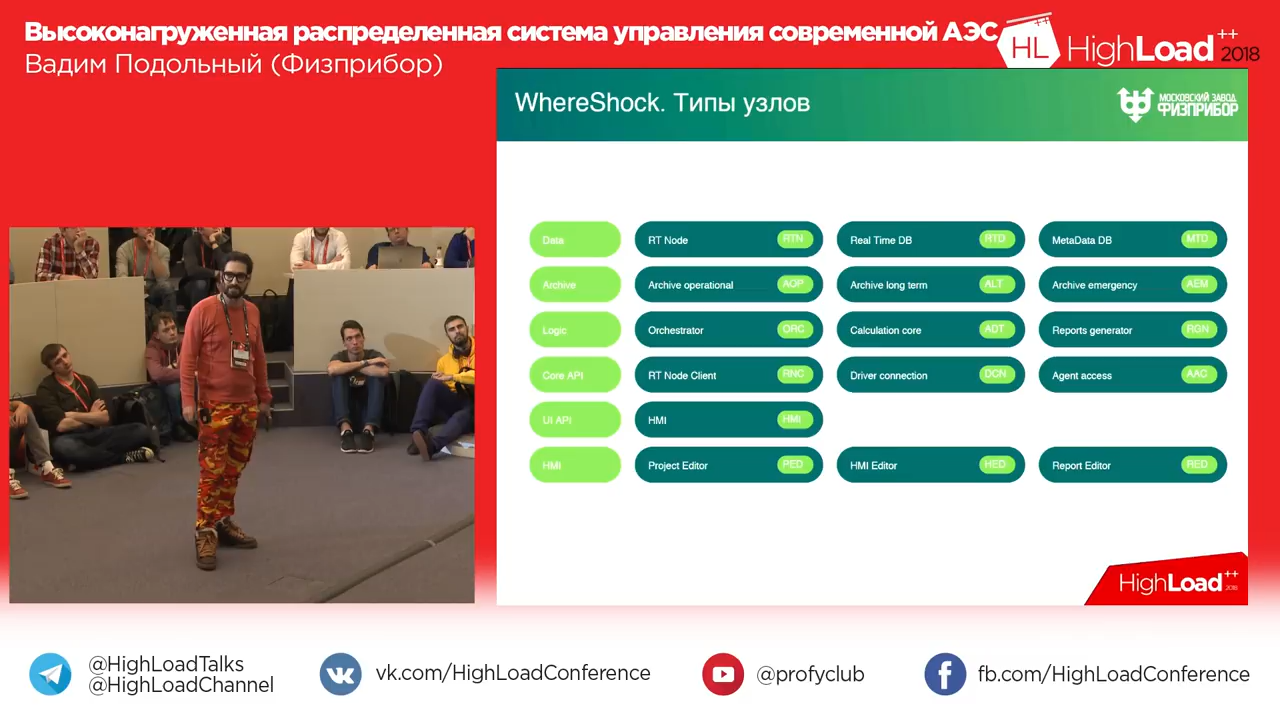 Высоконагруженная распределенная система управления современной АЭС
Вадим Подольный (Физприбор)
HL HighLoad++ 2018
WhereShock. Типы узлов
МОСКОВСКИЙ ЗАВОД
ФИЗПРИБОР
Data RT Node RTN Real Time DB RTD MetaData DB MTD
Archive Archive operational AOP Archive long term ALT Archive emergency AEM
Logic Orchestrator ORC Calculation core ADT Reports generator RGN
Core API RT Node Client RNC Driver connection DCN Agent access AAC
UI API HMI HMI
HMI Project Editor PED HMI Editor HED Report Editor RED
HighLoad++ 2018
@HighLoadTalks
@HighLoadChannel
vk.com/HighLoadConference
@profyclub
fb.com/HighLoadConference